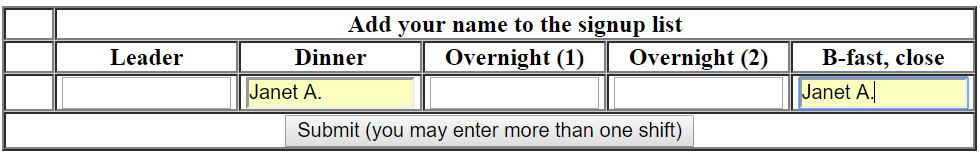 Add your name to the signup list
Leader Dinner Overnight (1) Overnight (2) B-fast, close
Janet A. Janet A.
Submit (you may enter more than one shift)